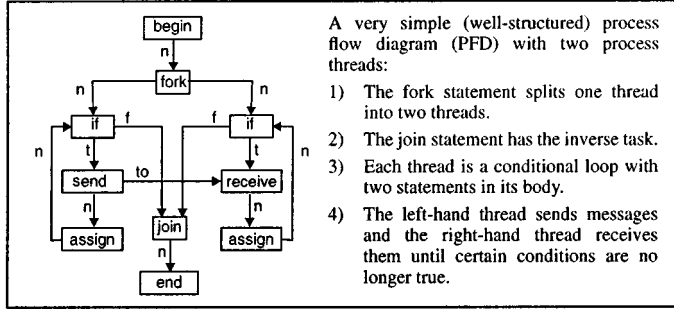 begin
n
fork
n
n
if
f
f
if
n
t
t
n
send
to
receive
n
n
assign
join
assign
n
end
A very simple (well-structured) process
flow diagram (PFD) with two process
threads:
1) The fork statement splits one thread
into two threads.
2) The join statement has the inverse task.
3) Each thread is a conditional loop with
two statements in its body.
4) The left-hand thread sends messages
and the right-hand thread receives
them until certain conditions are no
longer true.